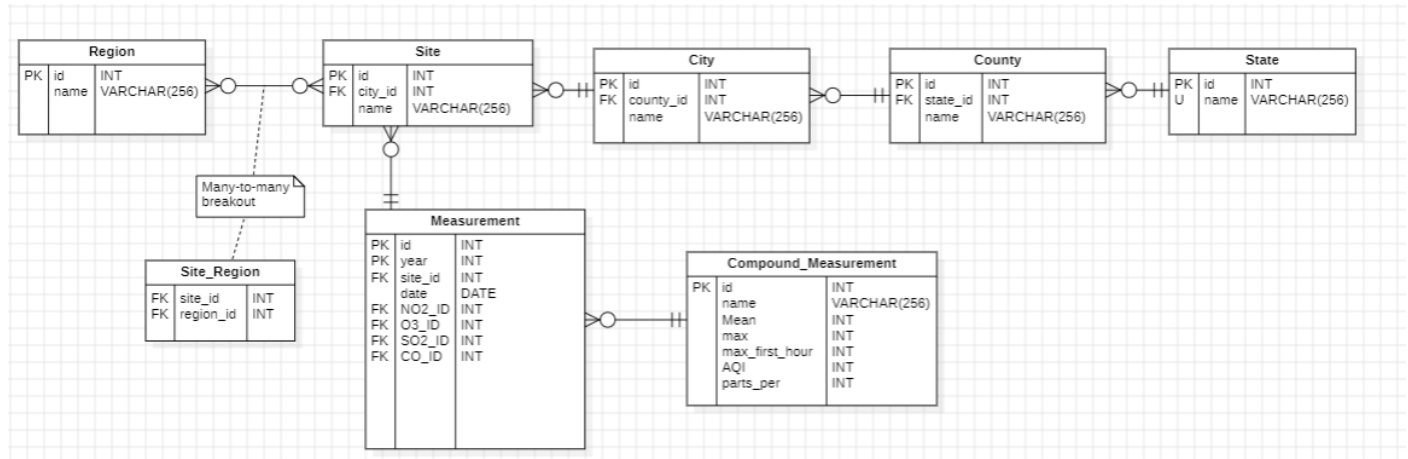 Region
PK id INT
name VARCHAR(256)
Site
PK id INT
FK city_id INT
name VARCHAR(256)
City
PK id INT
FK county_id INT
name VARCHAR(256)
County
PK id INT
FK state_id INT
name VARCHAR(256)
State
PK id INT
U name VARCHAR(256)
Many-to-many
breakout
Site_Region
FK site_id INT
FK region_id INT
Measurement
PK id INT
PK year INT
FK site_id INT
date DATE
FK NO2_ID INT
FK O3_ID INT
FK SO2_ID INT
FK CO_ID INT
Compound_Measurement
PK id INT
name VARCHAR(256)
Mean INT
max INT
max_first_hour INT
AQI INT
parts_per INT